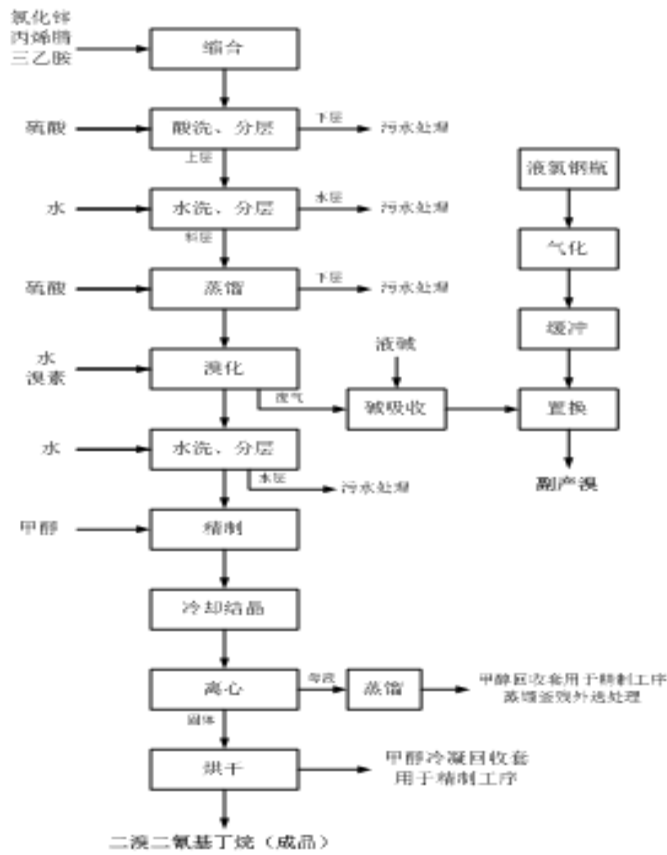 氯化锌
丙烯腈
三乙胺
缩合
硫酸
酸洗、分层
下层
污水处理
上层
液氯钢瓶
水
水洗、分层
水层
污水处理
料层
气化
硫酸
蒸馏
下层
污水处理
缓冲
水
溴素
溴化
液碱
废气
碱吸收
置换
水
水洗、分层
水层
污水处理
副产溴
甲醇
精制
冷却结晶
离心
母液
蒸馏
甲醇回收套用于精制工序
蒸馏釜残外送处理
固体
烘干
甲醇冷凝回收套
用于精制工序
二溴二氰基丁烷（成品）